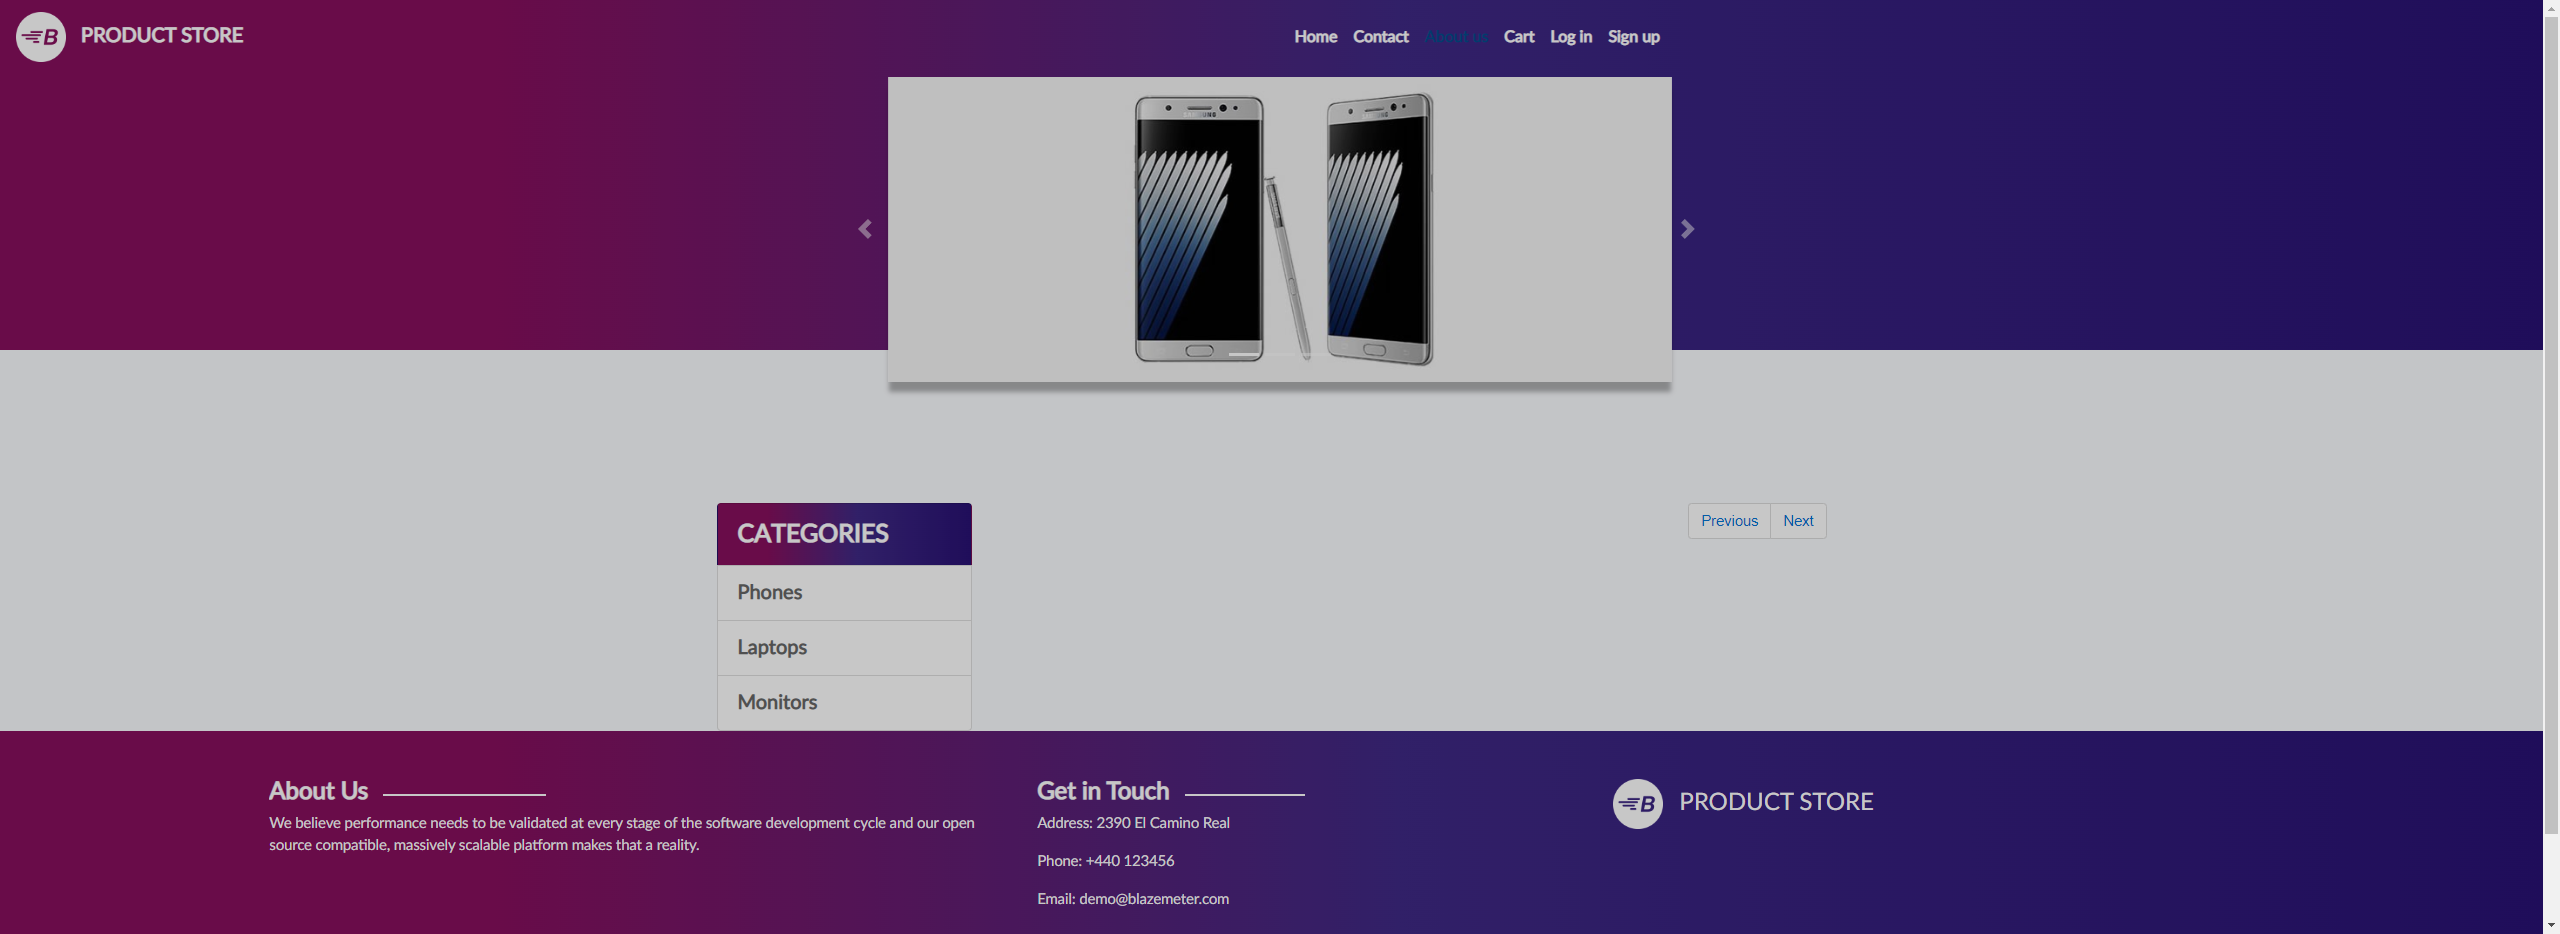 B PRODUCT STORE
Home Contact About us Cart Log in Sign up
SAMSUNG SAMSUNG
CATEGORIES
Previous Next
Phones
Laptops
Monitors
About Us
We believe performance needs to be validated at every stage of the software development cycle and our open
source compatible, massively scalable platform makes that a reality.
Get in Touch
Address: 2390 El Camino Real
Phone: +440 123456
Email: demo@blazemeter.com
B PRODUCT STORE